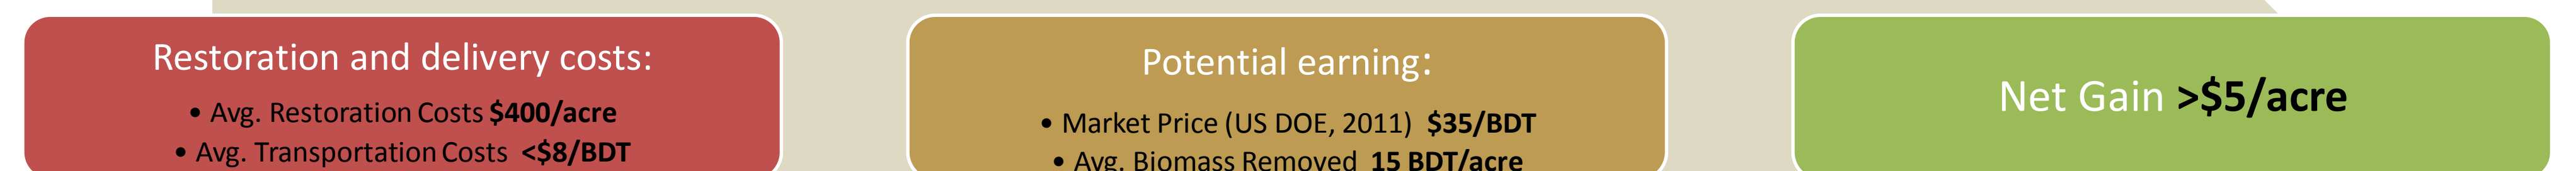 Restoration and delivery costs:
• Avg. Restoration Costs $400/acre
• Avg. Transportation Costs <$8/BDT
Potential earning:
• Market Price (US DOE, 2011) $35/BDT
• Avg. Biomass Removed 15 BDT/acre
Net Gain >$5/acre